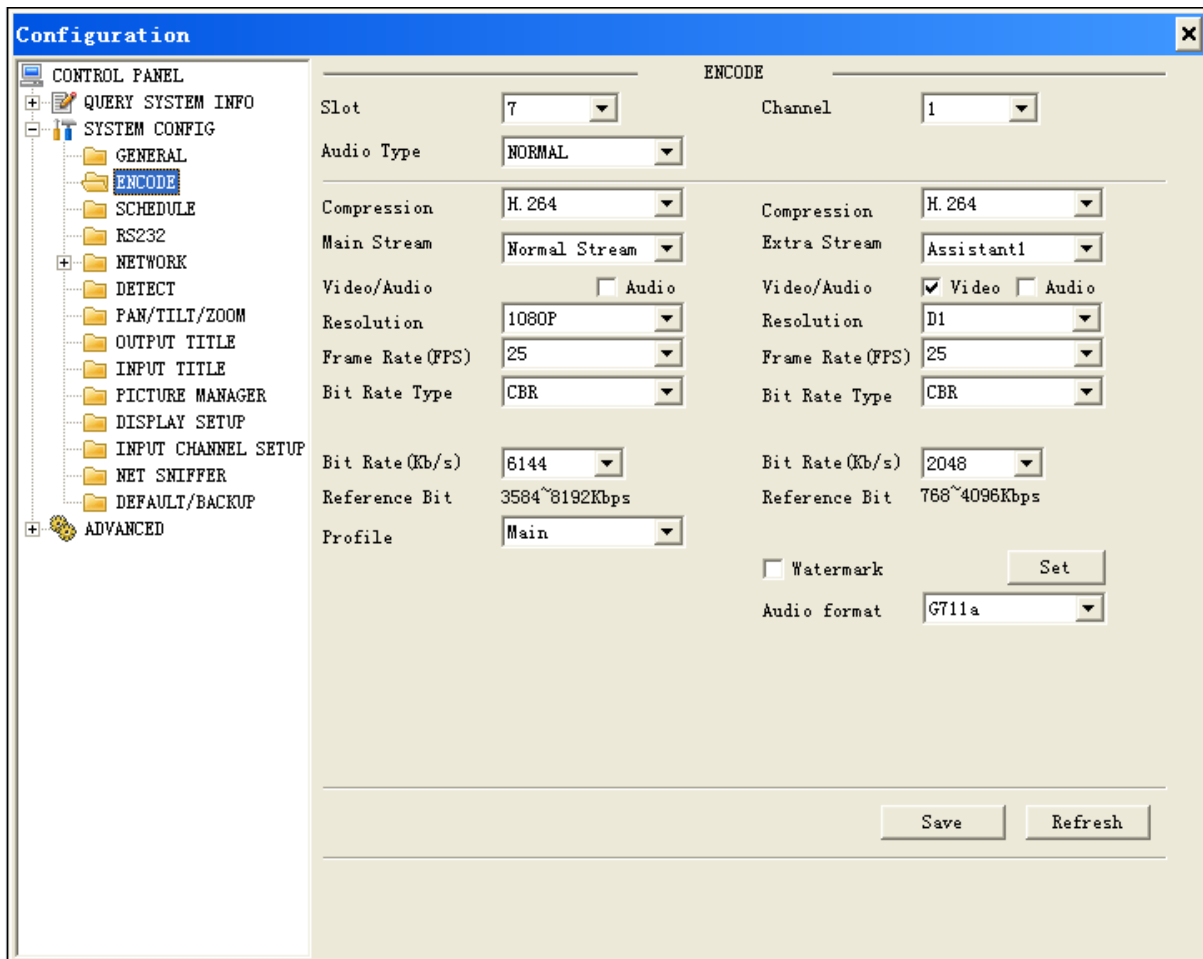 Configuration
CONTROL PANEL
QUERY SYSTEM INFO
SYSTEM CONFIG
GENERAL
ENCODE
SCHEDULE
RS232
NETWORK
DETECT
PAN/TILT/ZOOM
OUTPUT TITLE
INPUT TITLE
PICTURE MANAGER
DISPLAY SETUP
INPUT CHANNEL SETUP
NET SNIFFER
DEFAULT/BACKUP
ADVANCED
ENCODE
Slot 7 Channel 1
Audio Type NORMAL
Compression H.264 Compression H.264
Main Stream Normal Stream Extra Stream Assistant1
Video/Audio Audio Video/Audio Video Audio
Resolution 1080P Resolution D1
Frame Rate(FPS) 25 Frame Rate(FPS) 25
Bit Rate Type CBR Bit Rate Type CBR
Bit Rate(Kb/s) 6144 Bit Rate(Kb/s) 2048
Reference Bit 3584~8192Kbps Reference Bit 768~4096Kbps
Profile Main
Watermark Set
Audio format G711a
Save Refresh